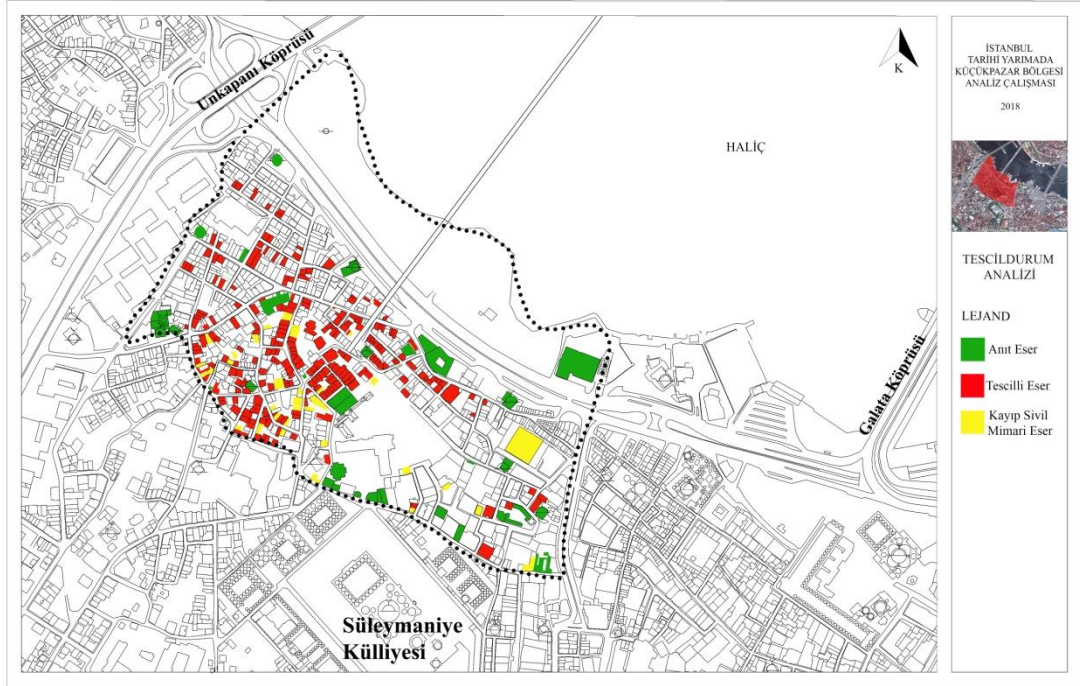 Unkapanı Köprüsü
K
HALİÇ
Galata Köprüsü
Süleymaniye
Külliyesi
İSTANBUL
TARİHİ YARIMADA
KÜÇÜKPAZAR BÖLGESİ
ANALİZ ÇALIŞMASI
2018
TESCİLDURUM
ANALİZİ
LEJAND
Anıt Eser
Tescilli Eser
Kayıp Sivil
Mimari Eser